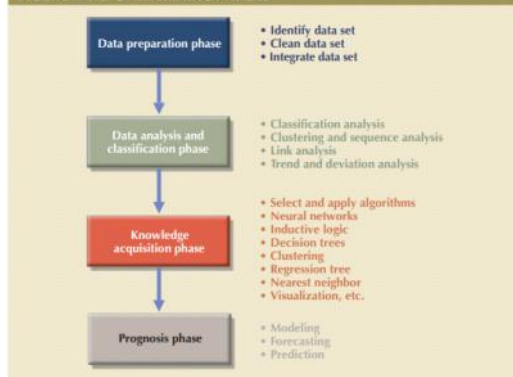 Data preparation phase
• Identify data set
• Clean data set
• Integrate data set
Data analysis and
classification phase
• Classification analysis
• Clustering and sequence analysis
• Link analysis
• Trend and deviation analysis
Knowledge
acquisition phase
• Select and apply algorithms
• Neural networks
• Inductive logic
• Decision trees
• Clustering
• Regression tree
• Nearest neighbor
• Visualization, etc.
Prognosis phase
• Modeling
• Forecasting
• Prediction